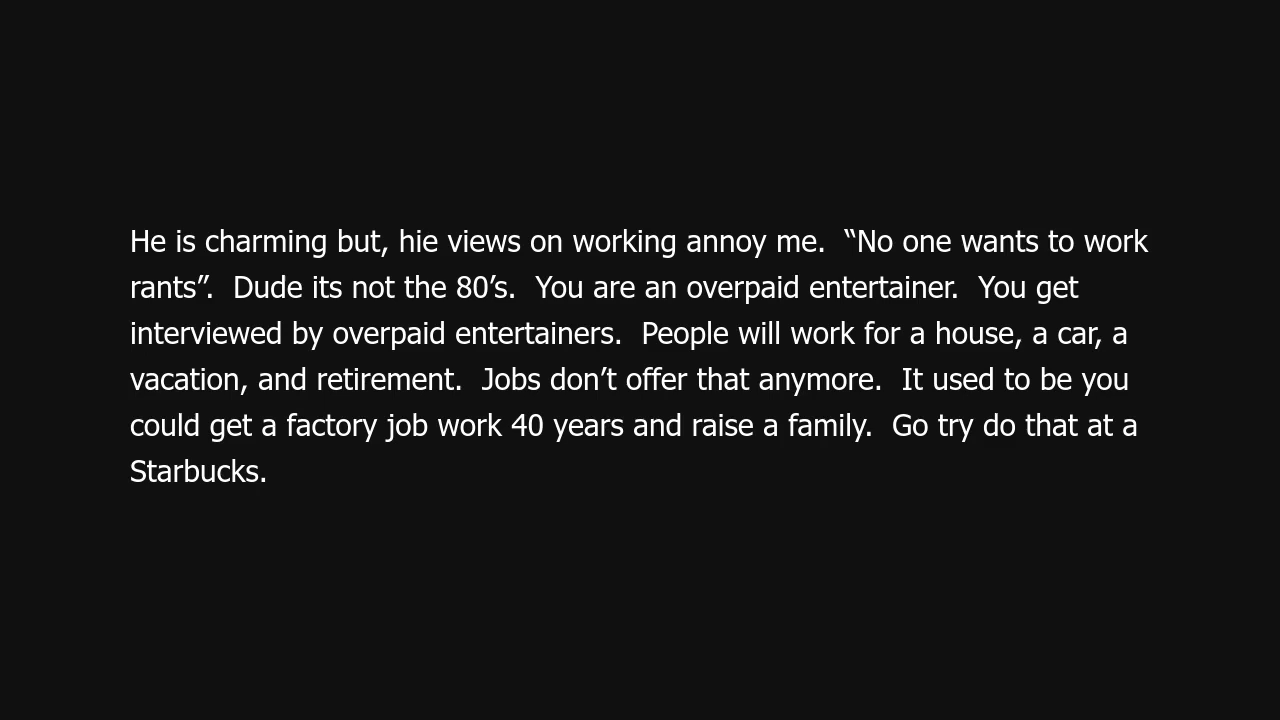 He is charming but, hie views on working annoy me.  “No one wants to work
rants”.  Dude its not the 80’s.  You are an overpaid entertainer.  You get
interviewed by overpaid entertainers.  People will work for a house, a car, a
vacation, and retirement.  Jobs don’t offer that anymore.  It used to be you
could get a factory job work 40 years and raise a family.  Go try do that at a
Starbucks.